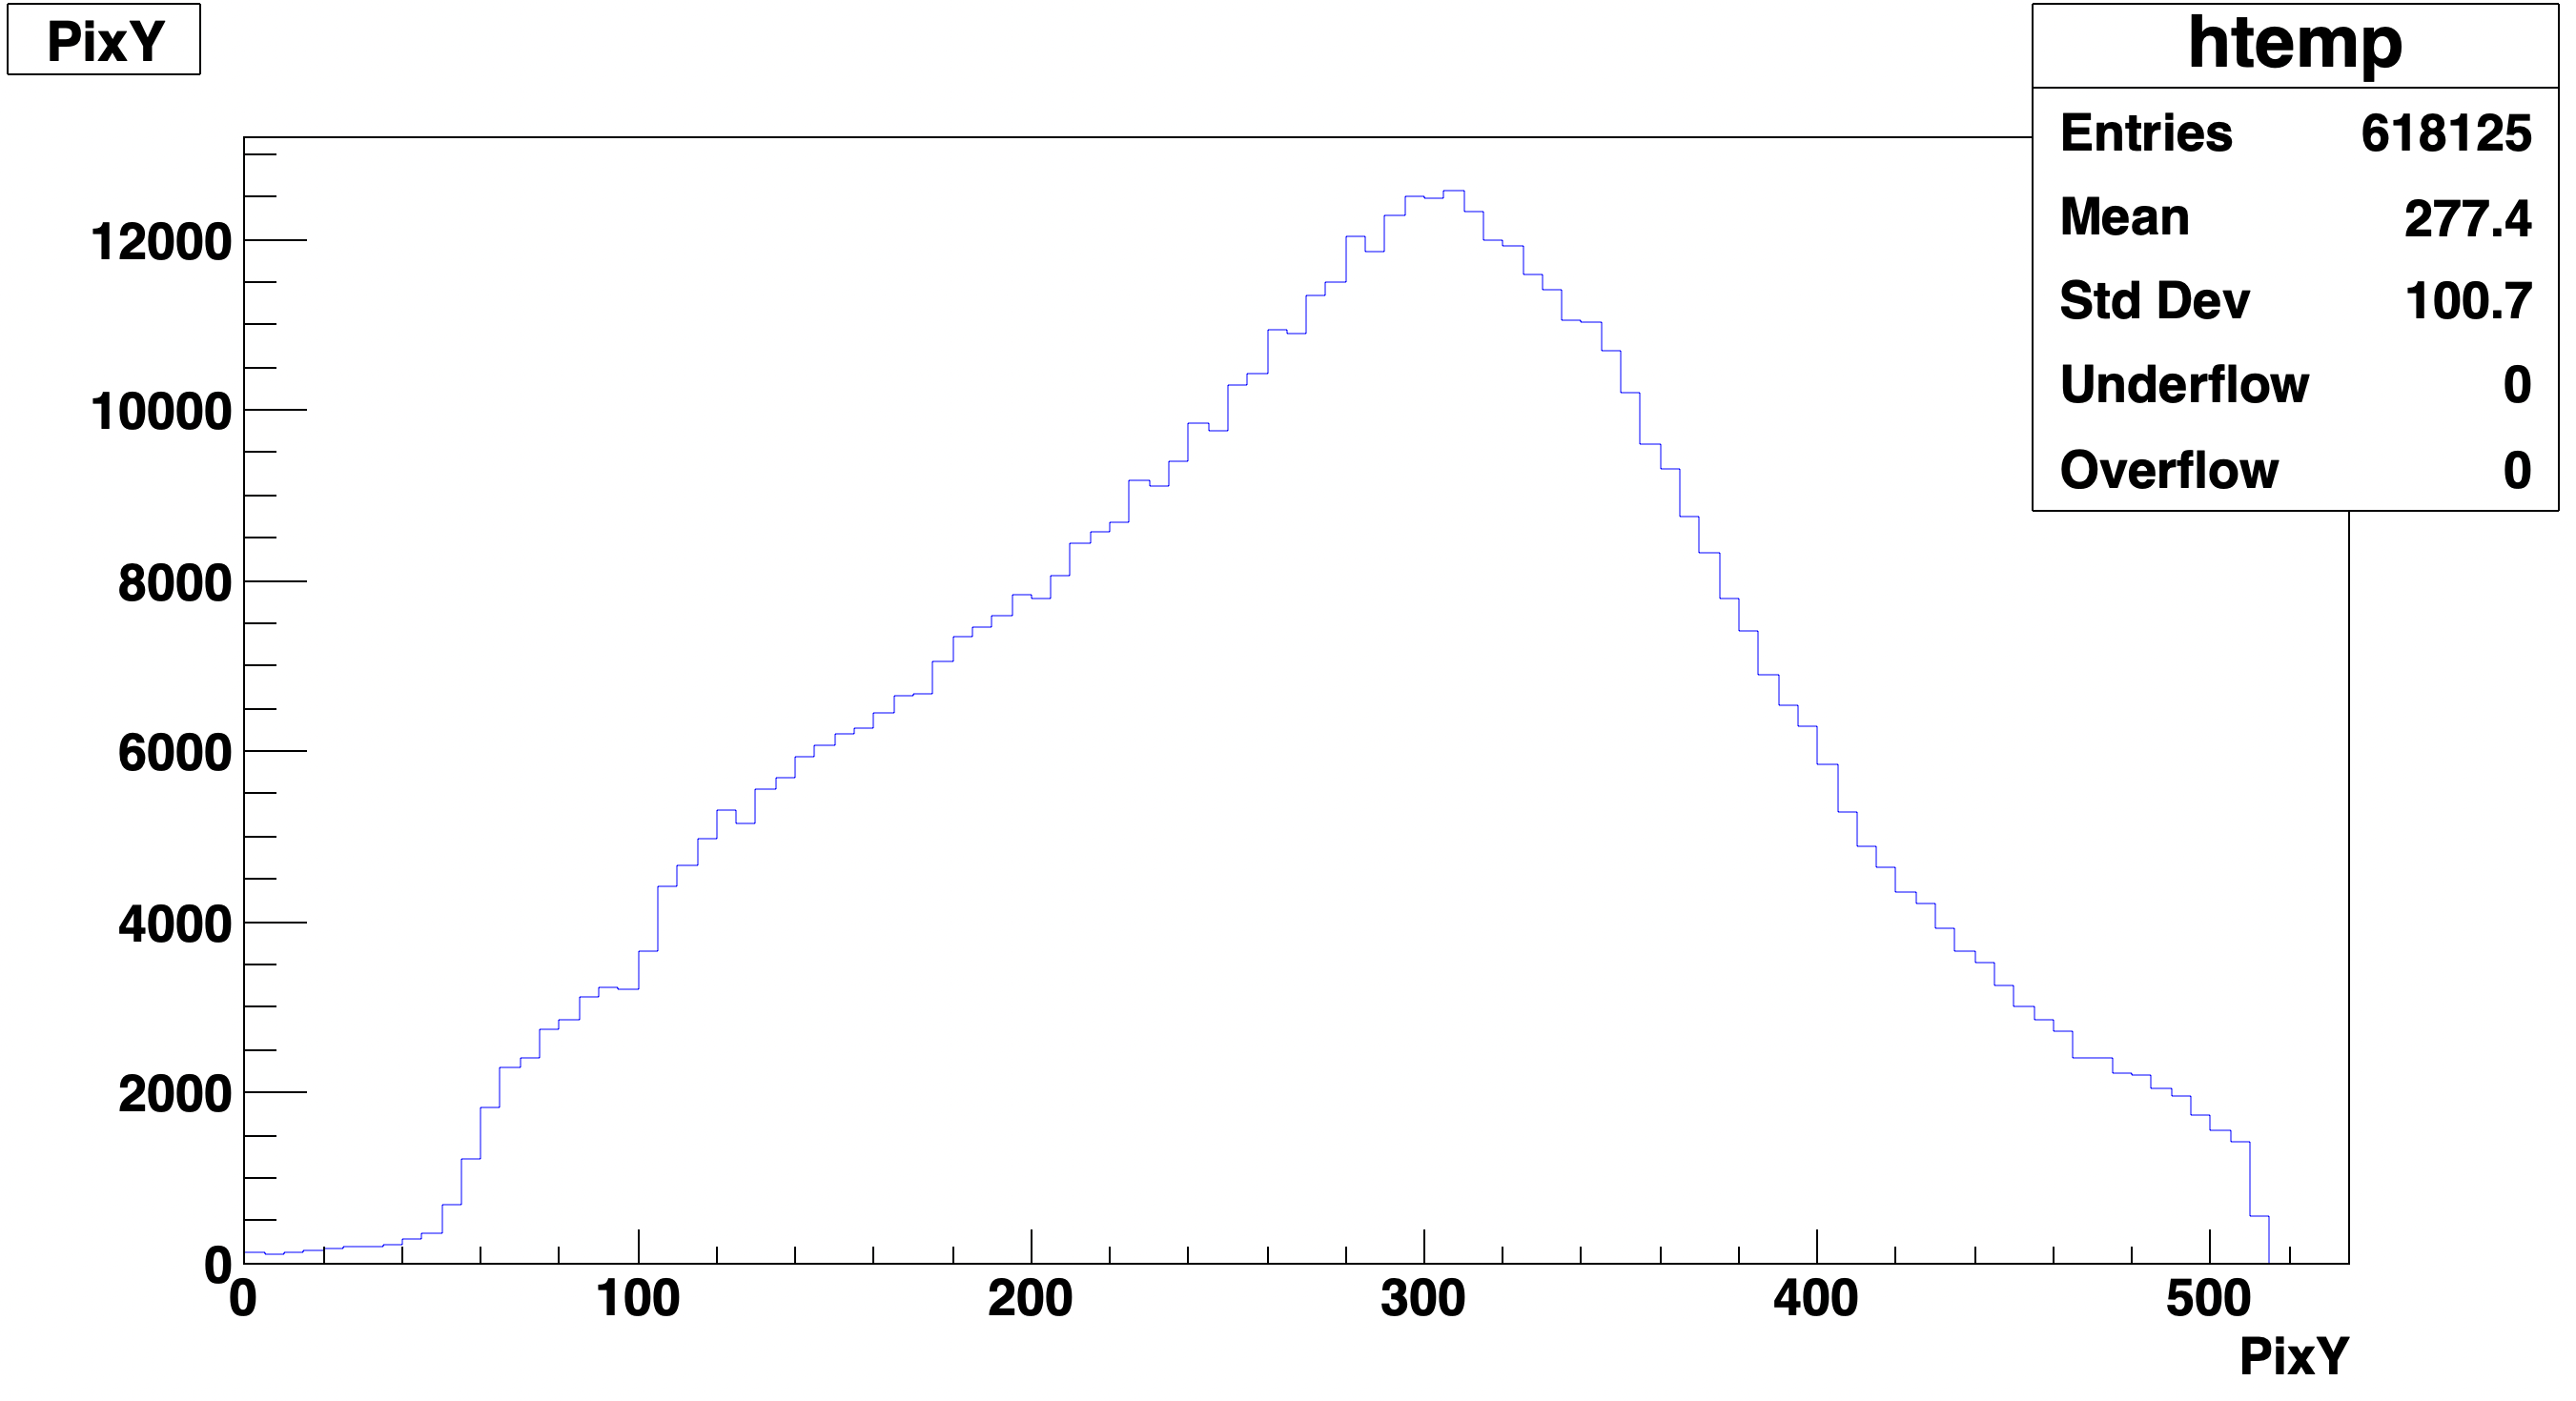 PixY
htemp
Entries 618125
Mean 277.4
Std Dev 100.7
Underflow 0
Overflow 0
12000
10000
8000
6000
4000
2000
0
0 100 200 300 400 500
PixY